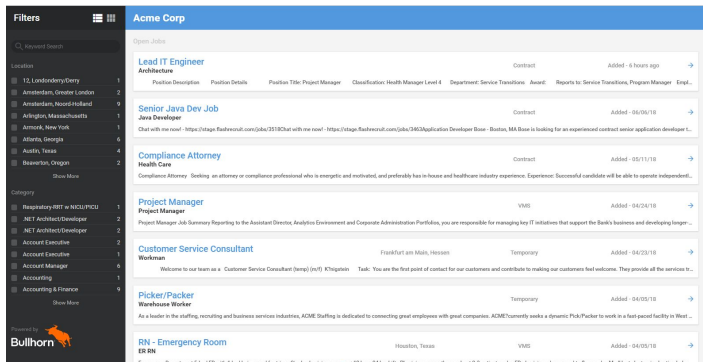 Filters
Acme Corp
Keyword Search
Location
12, Londonderry/Derry 1
Amsterdam, Greater London 2
Amsterdam, Noord-Holland 9
Arlington, Massachusetts 1
Armonk, New York 1
Atlanta, Georgia 6
Austin, Texas 4
Beaverton, Oregon 2
Show More
Category
Respiratory-RRT w NICU/PICU 1
.NET Architect/Developer 2
.NET Architect/Developer 2
Account Executive 2
Account Executive 1
Account Manager 6
Accounting 1
Accounting & Finance 9
Show More
Powered by
Bullhorn
Open Jobs
Lead IT Engineer
Architecture
Contract
Added - 6 hours ago
Position Description Position Details Position Title: Project Manager Classification: Health Manager Level 4 Department: Service Transitions Award: Reports to: Service Transitions, Program Manager Empl...
Senior Java Dev Job
Java Developer
Contract
Added - 06/06/18
Chat with me now! - https://stage.flashrecruit.com/jobs/3518Chat with me now! - https://stage.flashrecruit.com/jobs/3463Application Developer Base - Boston, MA Base is looking for an experienced contract senior application developer t...
Compliance Attorney
Health Care
Contract
Added - 05/11/18
Compliance Attorney Seeking an attorney or compliance professional who is energetic and motivated, and preferably has in-house and healthcare industry experience. Experience: Successful candidate will be able to operate independentl...
Project Manager
Project Manager
VMS
Added - 04/24/18
Project Manager Job Summary Reporting to the Assistant Director, Analytics Environment and Corporate Administration Portfolios, you are responsible for managing key IT initiatives that support the Bank's business and developing longer-...
Customer Service Consultant
Workman
Frankfurt am Main, Hessen
Temporary
Added - 04/23/18
Welcome to our team as a Customer Service Consultant (temp) (m/f) K?nigstein Task: You are the first point of contact for our customers and contribute to making our customers feel welcome. They provide all the services tr...
Picker/Packer
Warehouse Worker
Temporary
Added - 04/05/18
As a leader in the staffing, recruiting and business services industries, ACME Staffing is dedicated to connecting great employees with great companies. ACME?currently seeks a dynamic Pick/Packer to work in a fast-paced facility in West ...
RN - Emergency Room
ER RN
Houston, Texas
VMS
Added - 04/05/18